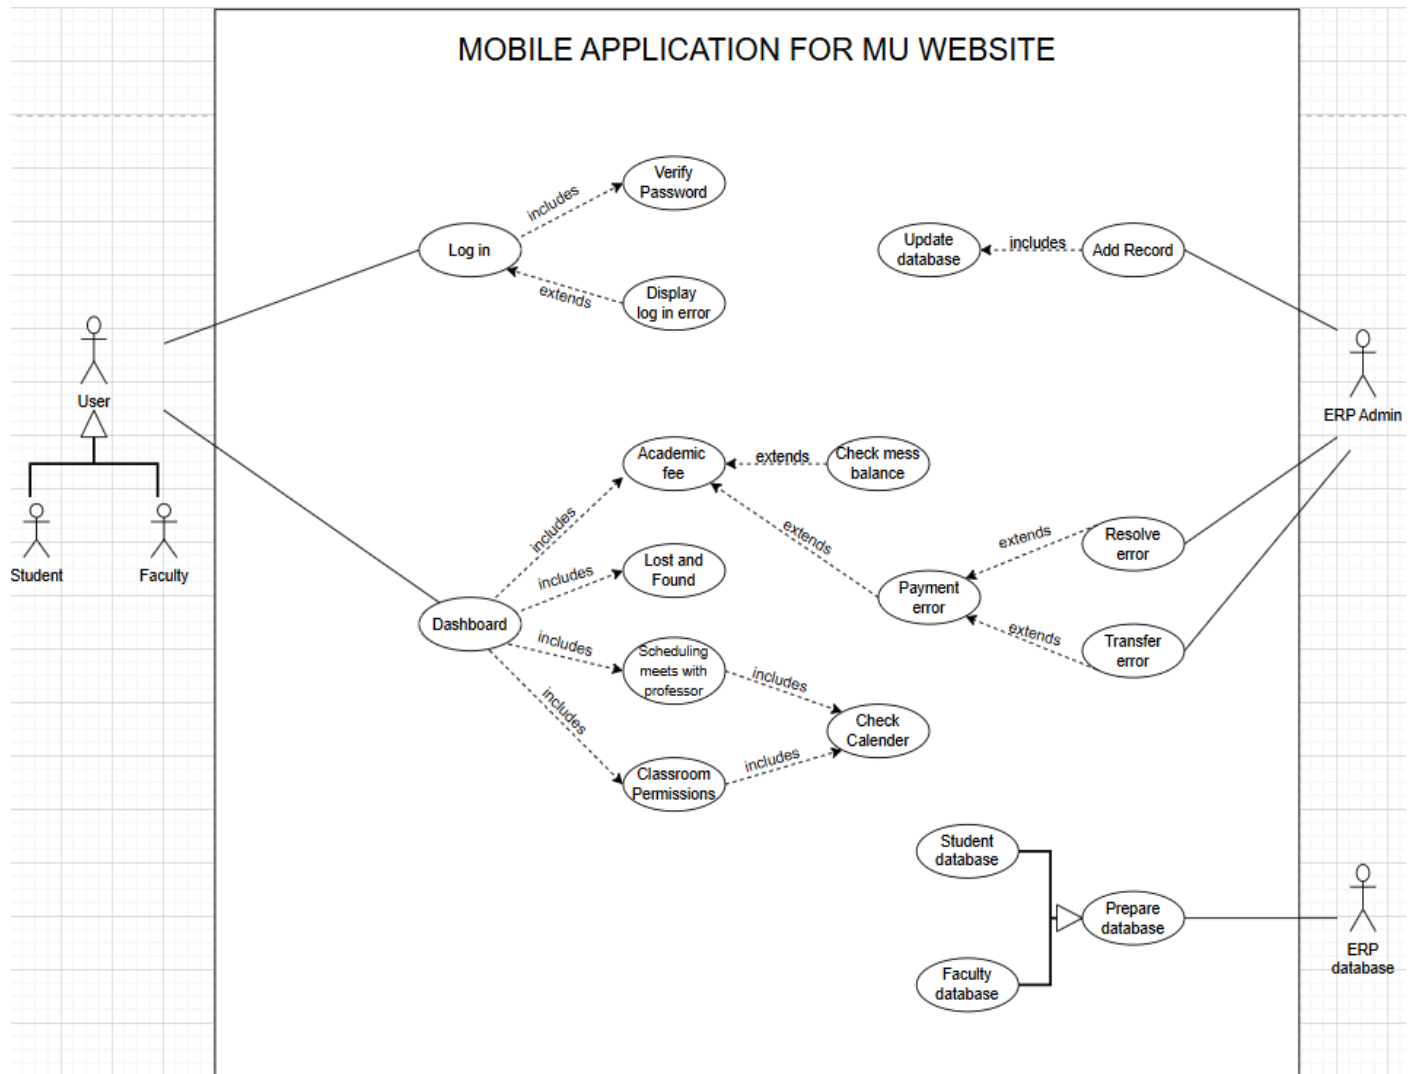 MOBILE APPLICATION FOR MU WEBSITE
Verify
Password
includes
Log in
extends
Display
log in error
Update
database
includes
Add Record
User
Student
Faculty
ERP Admin
Academic
fee
extends
Check mess
balance
includes
extends
Lost and
Found
includes
Dashboard
includes
Scheduling
meets with
professor
includes
includes
Classroom
Permissions
includes
Check
Calender
Payment
error
extends
Resolve
error
extends
Transfer
error
Student
database
Faculty
database
Prepare
database
ERP
database